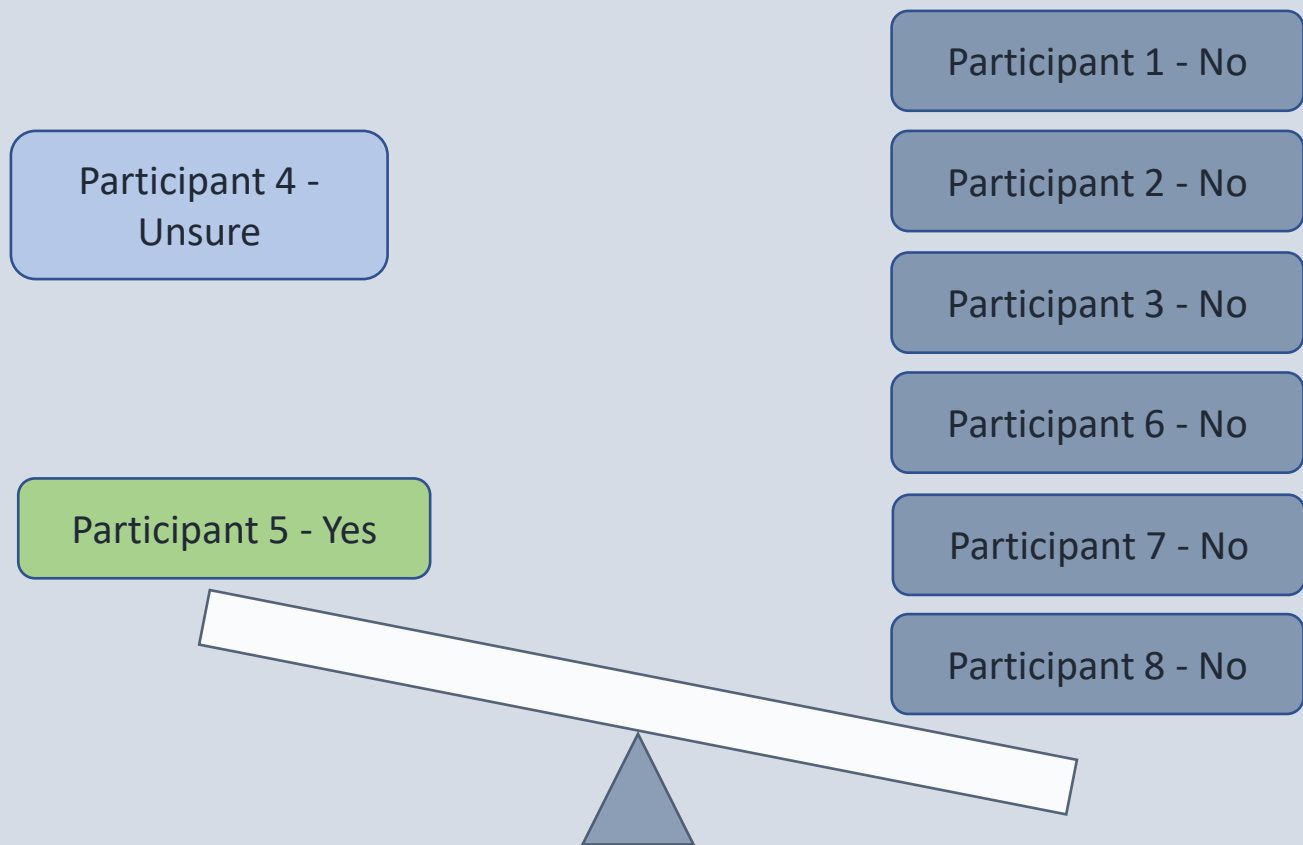 Participant 1 - No
Participant 4 -
Unsure
Participant 2 - No
Participant 3 - No
Participant 6 - No
Participant 5 - Yes
Participant 7 - No
Participant 8 - No